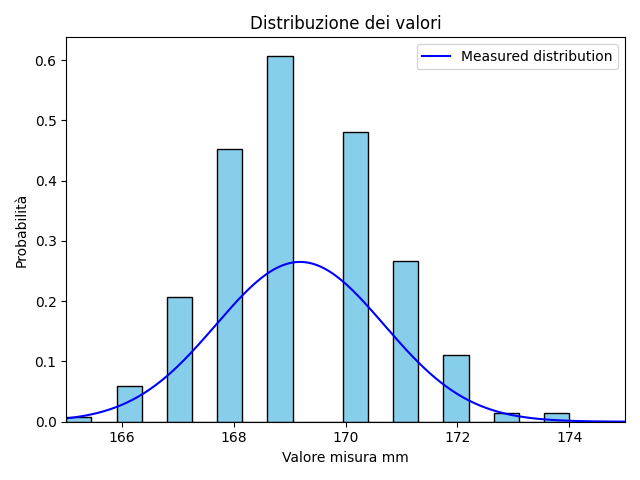 Distribuzione dei valori
Measured distribution
0.6
0.5
0.4
0.3
0.2
0.1
0.0
Probabilità
166 168 170 172 174
Valore misura mm